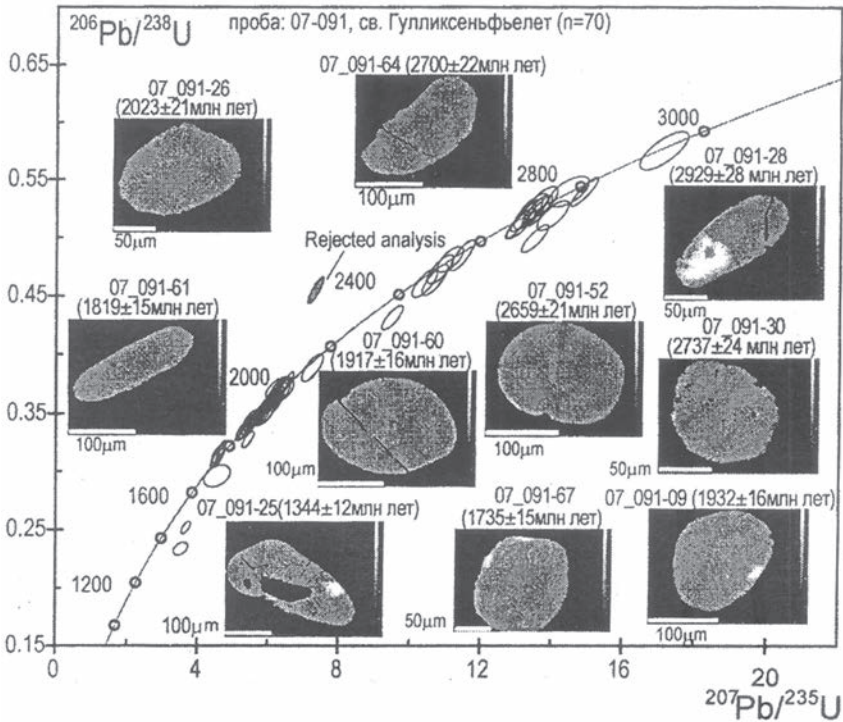 206Pb/238U
проба: 07-091, св. Гулликсеньфьелет (n=70)
0.65
07_091-64 (2700±22млн лет)
07_091-26
(2023±21млн лет)
3000
0.55
2800
07_091-28
(2929±28 млн лет)
100μm
50μm
Rejected analysis
2400
0.45
07_091-61
(1819±15млн лет)
07_091-52
(2659±21млн лет)
50μm
07_091-60
(1917±16млн лет)
07_091-30
(2737±24 млн лет)
2000
0.35
100μm
100μm
100μm
50μm
1600
07_091-25(1344±12млн лет)
07_091-67
(1735±15млн лет)
07_091-09 (1932±16млн лет)
0.25
1200
100μm
50μm
100μm
0.15
0
4
8
12
16
20
207Pb/235U